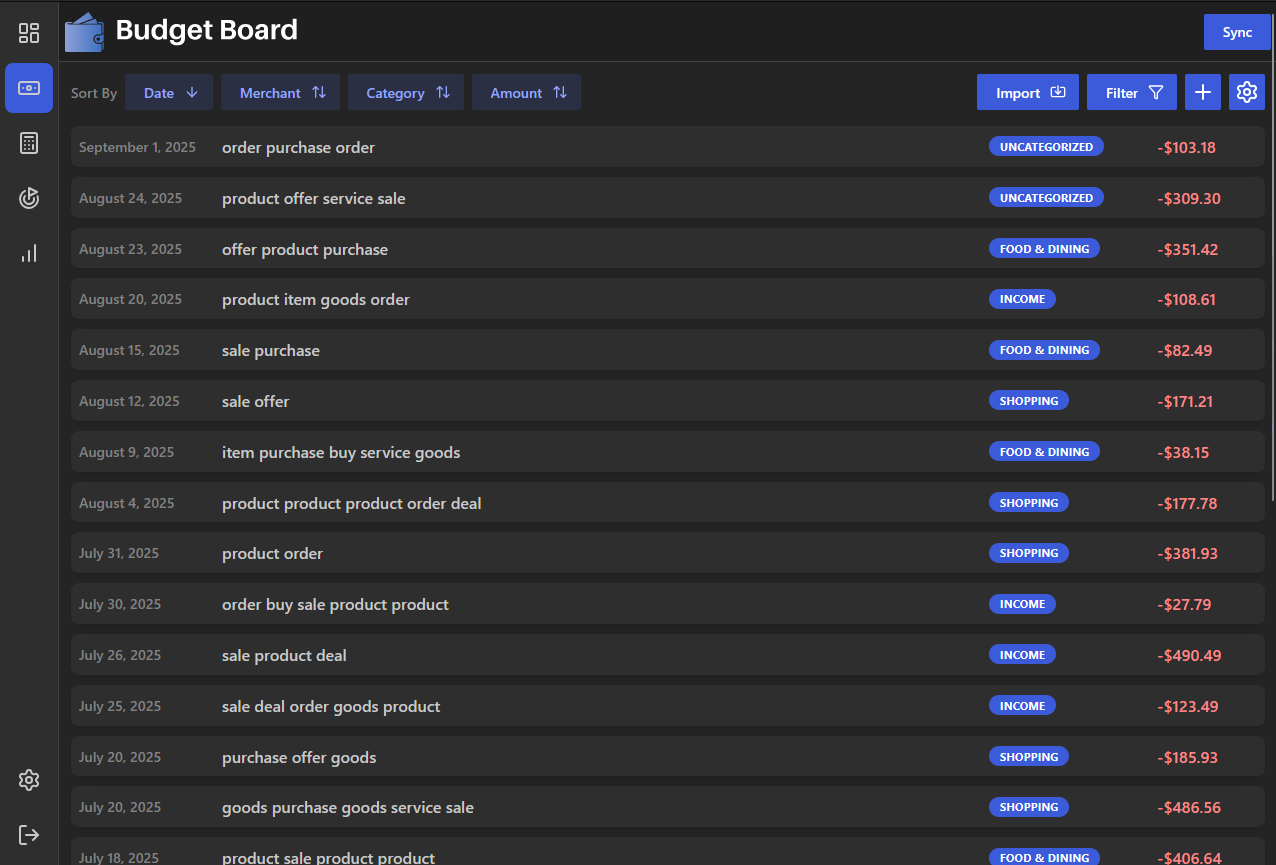 Budget Board
Sync
Sort By Date Merchant Category Amount Import Filter
September 1, 2025 order purchase order UNCATEGORIZED -$103.18
August 24, 2025 product offer service sale UNCATEGORIZED -$309.30
August 23, 2025 offer product purchase FOOD & DINING -$351.42
August 20, 2025 product item goods order INCOME -$108.61
August 15, 2025 sale purchase FOOD & DINING -$82.49
August 12, 2025 sale offer SHOPPING -$171.21
August 9, 2025 item purchase buy service goods FOOD & DINING -$38.15
August 4, 2025 product product product order deal SHOPPING -$177.78
July 31, 2025 product order SHOPPING -$381.93
July 30, 2025 order buy sale product product INCOME -$27.79
July 26, 2025 sale product deal INCOME -$490.49
July 25, 2025 sale deal order goods product INCOME -$123.49
July 20, 2025 purchase offer goods SHOPPING -$185.93
July 20, 2025 goods purchase goods service sale SHOPPING -$486.56
July 18, 2025 product sale product product FOOD & DINING -$406.64